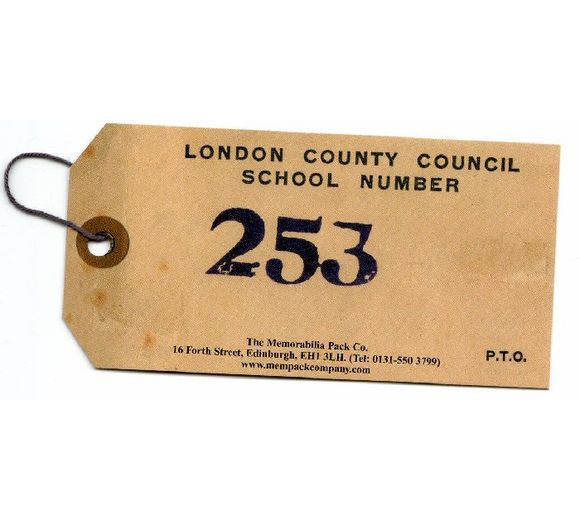 LONDON COUNTY COUNCIL
SCHOOL NUMBER
253
The Memorabilia Pack Co.
16 Forth Street, Edinburgh, EH1 3LH. (Tel: 0131-550 3799)
www.mempackcompany.com
P.T.O.